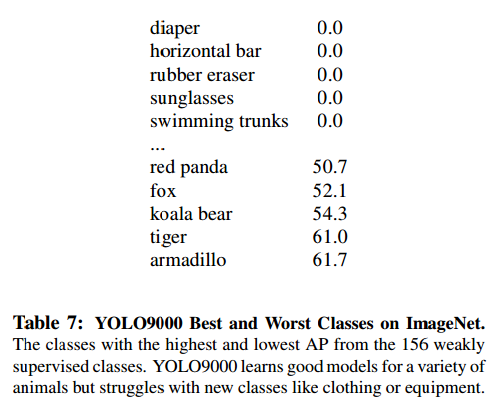 diaper 0.0
horizontal bar 0.0
rubber eraser 0.0
sunglasses 0.0
swimming trunks 0.0
...
red panda 50.7
fox 52.1
koala bear 54.3
tiger 61.0
armadillo 61.7
Table 7: YOLO9000 Best and Worst Classes on ImageNet.
The classes with the highest and lowest AP from the 156 weakly
supervised classes. YOLO9000 learns good models for a variety of
animals but struggles with new classes like clothing or equipment.